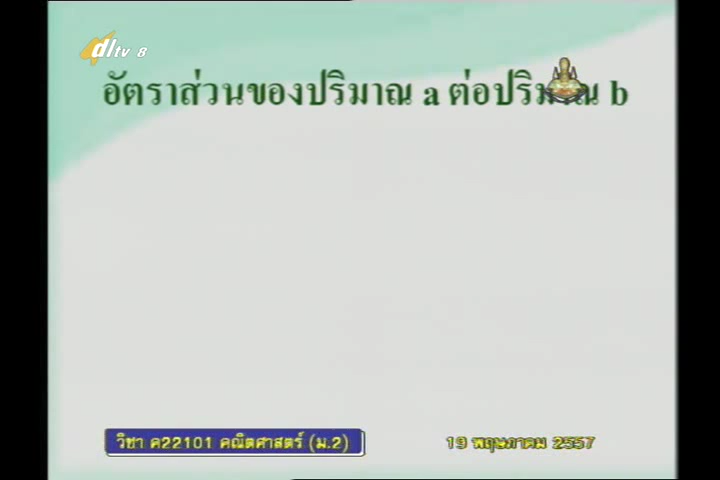 dltv 8
อัตราส่วนของปริมาณ a ต่อปริมาณ b
วิชา ค22101 คณิตศาสตร์ (ม.2)
19 พฤษภาคม 2557